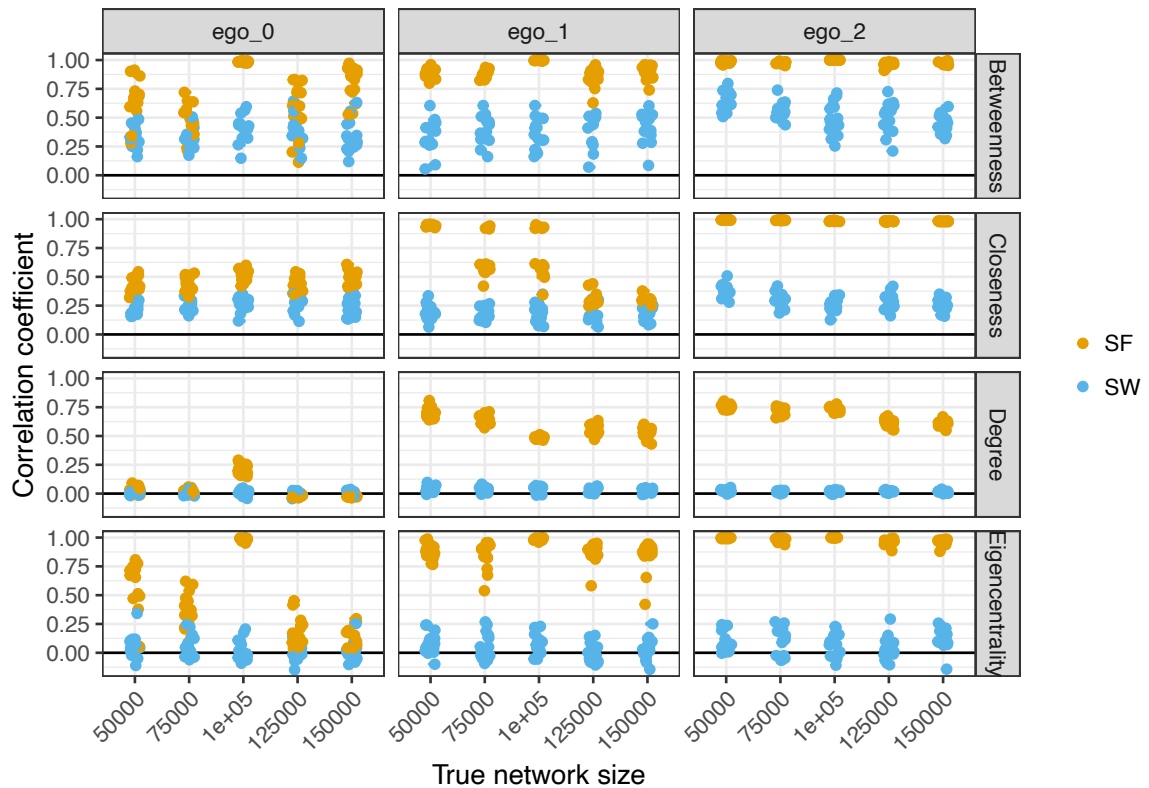 ego_0 ego_1 ego_2
1.00
0.75
0.50
0.25
0.00
Betweenness
1.00
0.75
0.50
0.25
0.00
Closeness
1.00
0.75
0.50
0.25
0.00
Degree
1.00
0.75
0.50
0.25
0.00
Eigencentrality
Correlation coefficient
50000 75000 1e+05 125000 150000 50000 75000 1e+05 125000 150000 50000 75000 1e+05 125000 150000
True network size
SF
SW